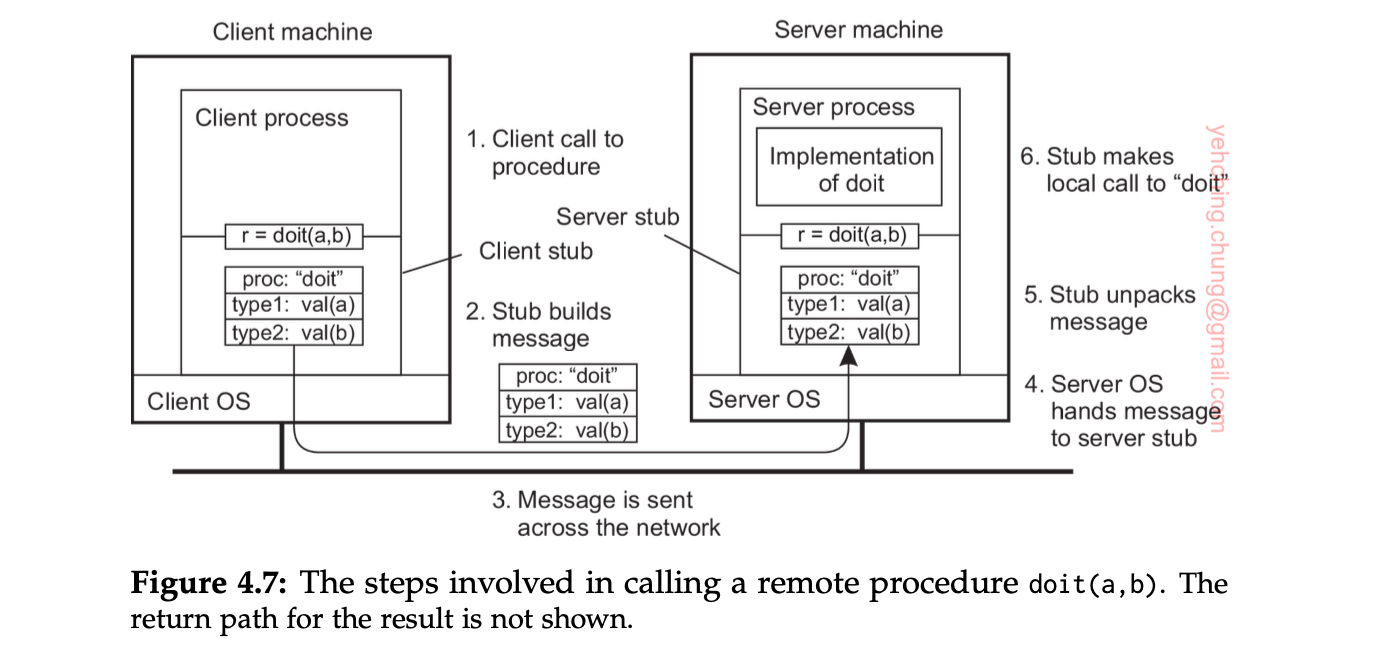 Client machine
Server machine
Client process
Server process
Implementation
of doit
1. Client call to
procedure
6. Stub makes
local call to “doit”
Server stub
r = doit(a,b)
r = doit(a,b)
Client stub
proc: “doit”
type1: val(a)
type2: val(b)
proc: “doit”
type1: val(a)
type2: val(b)
2. Stub builds
message
5. Stub unpacks
message
proc: “doit”
type1: val(a)
type2: val(b)
Client OS
Server OS
4. Server OS
hands message
to server stub
3. Message is sent
across the network
yehching.chung@gmail.com
Figure 4.7: The steps involved in calling a remote procedure doit(a,b). The
return path for the result is not shown.